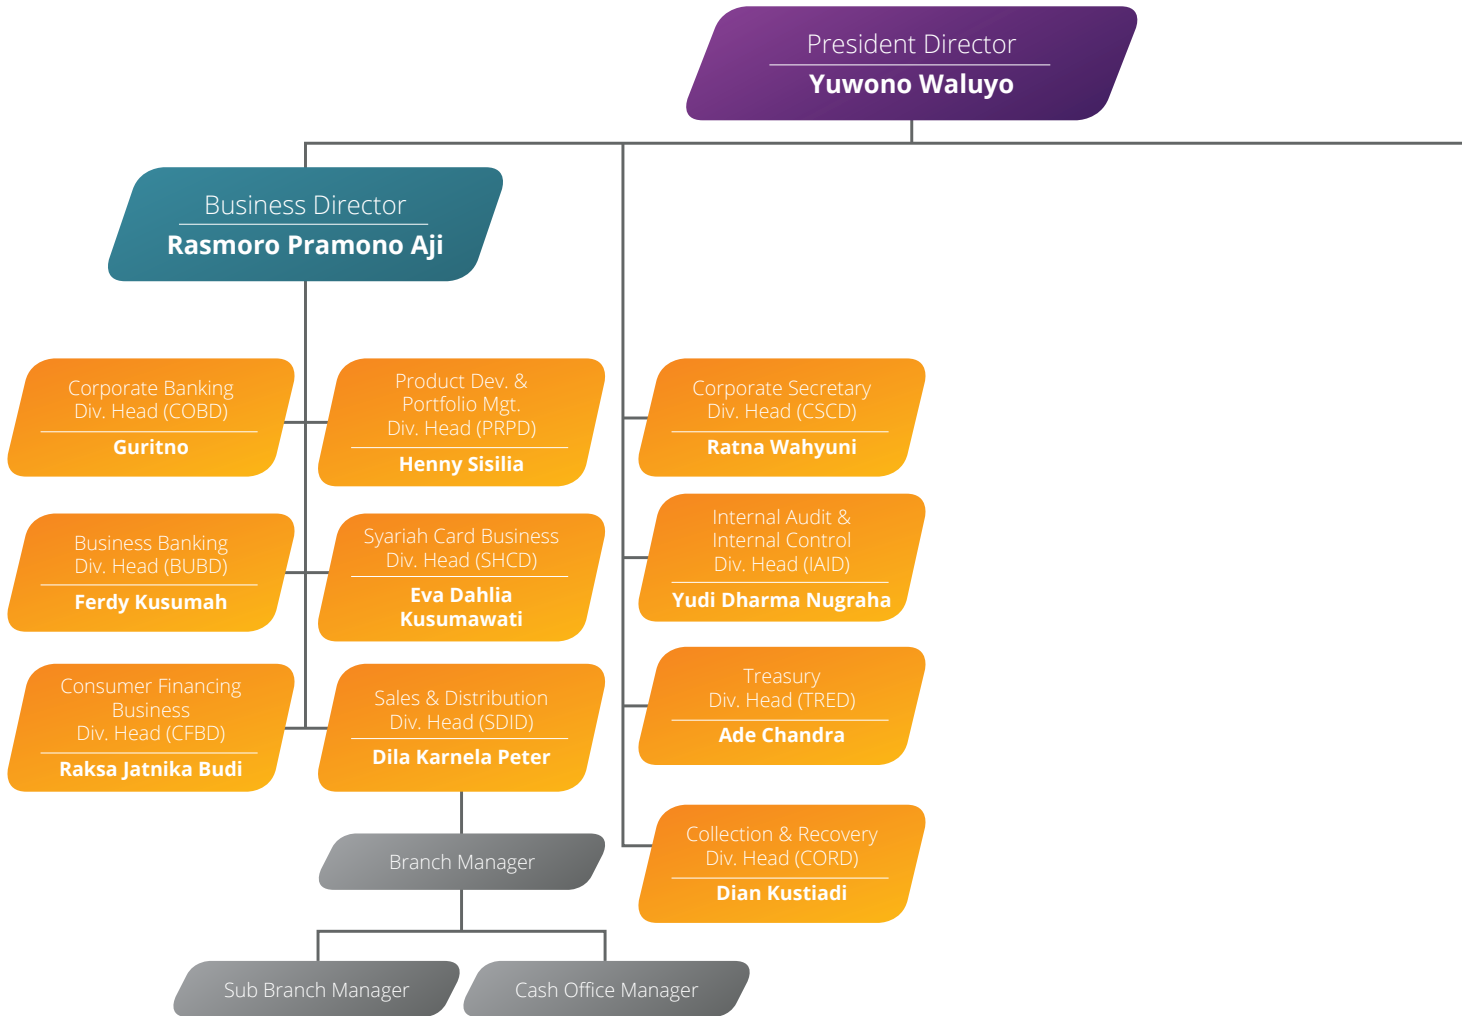 President Director
Yuwono Waluyo
Business Director
Rasmoro Pramono Aji
Corporate Banking
Div. Head (COBD)
Guritno
Product Dev. &
Portfolio Mgt.
Div. Head (PRPD)
Henny Sisilia
Corporate Secretary
Div. Head (CSCD)
Ratna Wahyuni
Business Banking
Div. Head (BUBD)
Ferdy Kusumah
Syariah Card Business
Div. Head (SHCD)
Eva Dahlia
Kusumawati
Internal Audit &
Internal Control
Div. Head (IAID)
Yudi Dharma Nugraha
Consumer Financing
Business
Div. Head (CFBD)
Raksa Jatnika Budi
Sales & Distribution
Div. Head (SDID)
Dila Karnela Peter
Treasury
Div. Head (TRED)
Ade Chandra
Branch Manager
Collection & Recovery
Div. Head (CORD)
Dian Kustiadi
Sub Branch Manager
Cash Office Manager